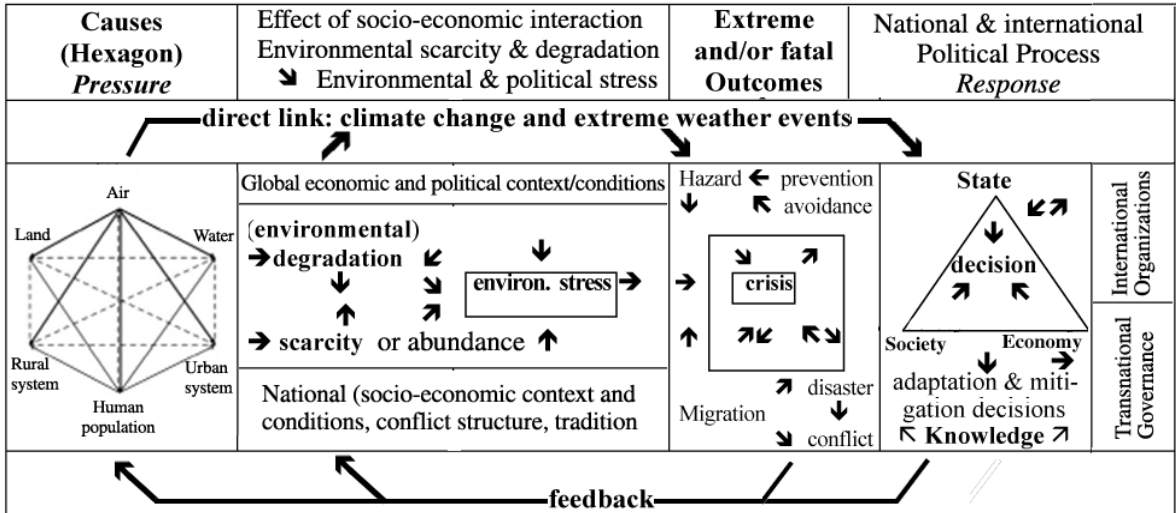 Causes
(Hexagon)
Pressure
Effect of socio-economic interaction
Environmental scarcity & degradation
Environmental & political stress
Extreme
and/or fatal
Outcomes
National & international
Political Process
Response
direct link: climate change and extreme weather events
Air
Land
Water
Rural
system
Urban
system
Human
population
Global economic and political context/conditions
(environmental)
degradation
environ. stress
scarcity or abundance
National (socio-economic context and
conditions, conflict structure, tradition
Hazard
prevention
avoidance
crisis
disaster
Migration
conflict
State
decision
Society
Economy
adaptation & miti-
gation decisions
Knowledge
International
Organizations
Transnational
Governance
feedback